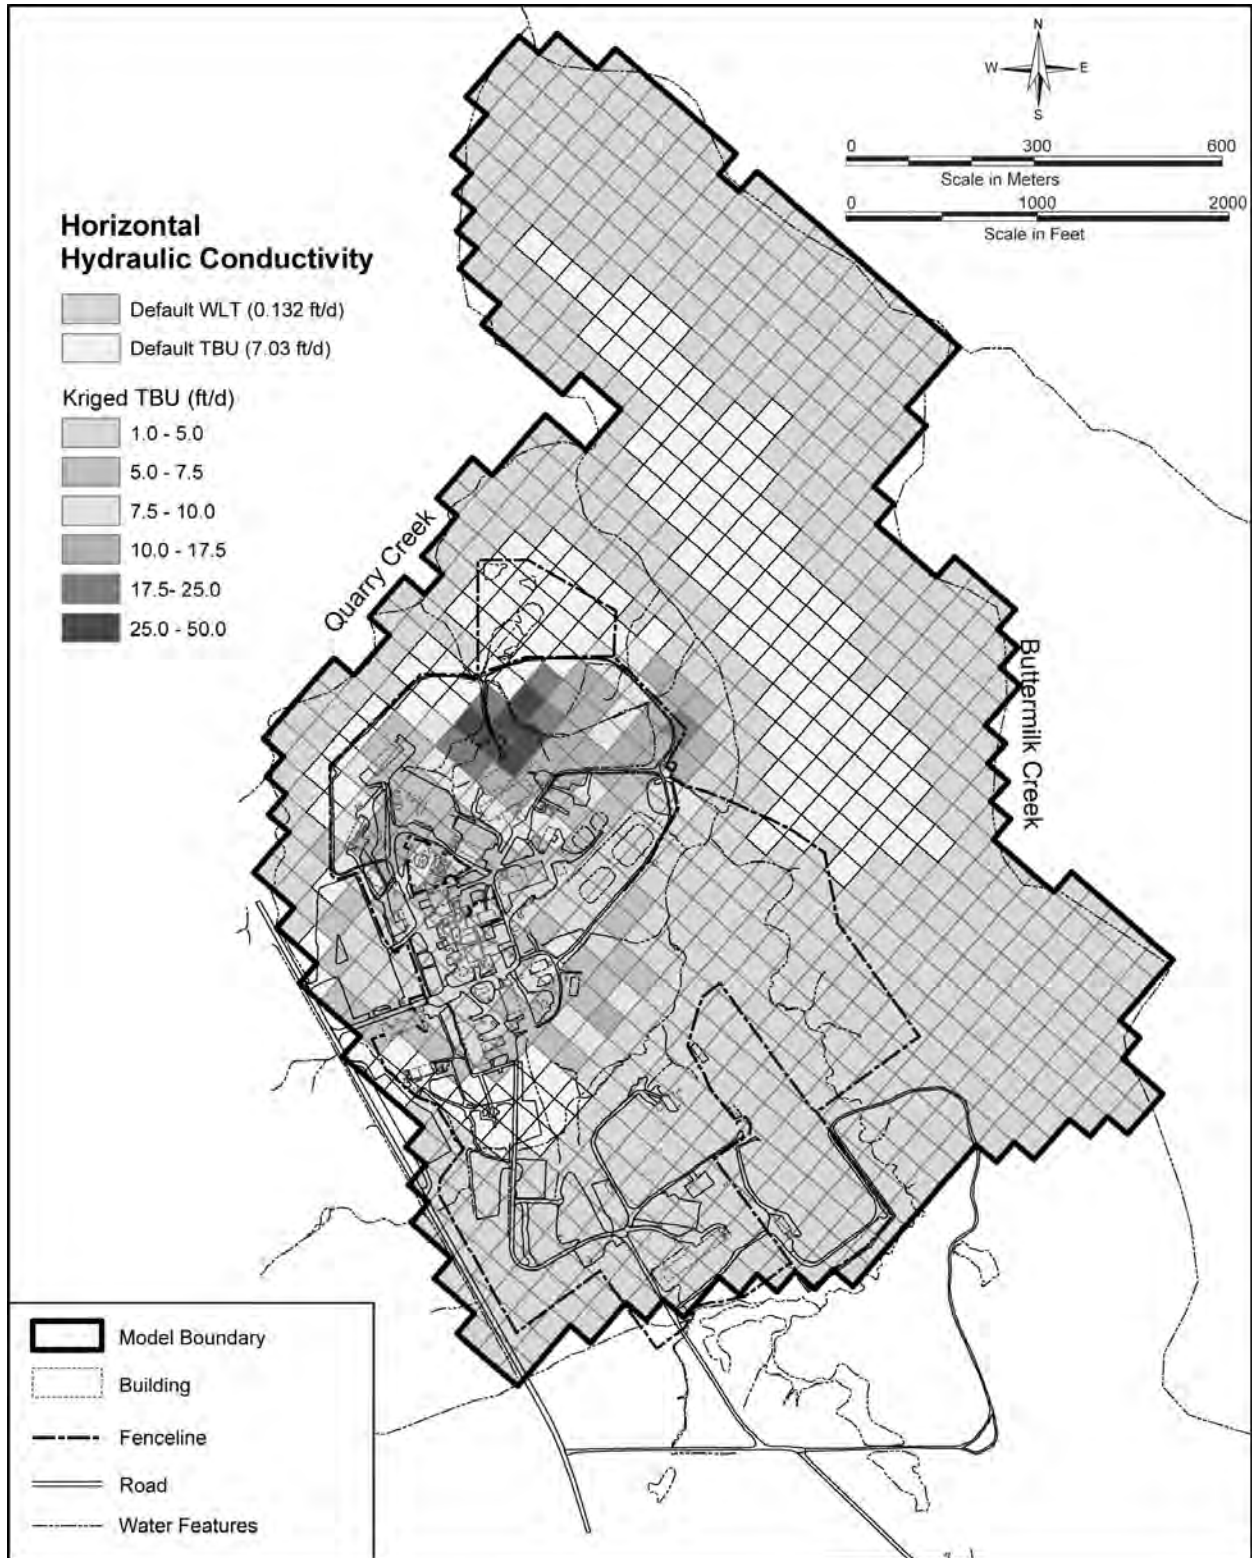 N
W E
S
0 300 600
Scale in Meters
0 1000 2000
Scale in Feet
Horizontal
Hydraulic Conductivity
Default WLT (0.132 ft/d)
Default TBU (7.03 ft/d)
Kriged TBU (ft/d)
1.0 - 5.0
5.0 - 7.5
7.5 - 10.0
10.0 - 17.5
17.5- 25.0
25.0 - 50.0
Quarry Creek
Buttermilk Creek
Model Boundary
Building
Fenceline
Road
Water Features